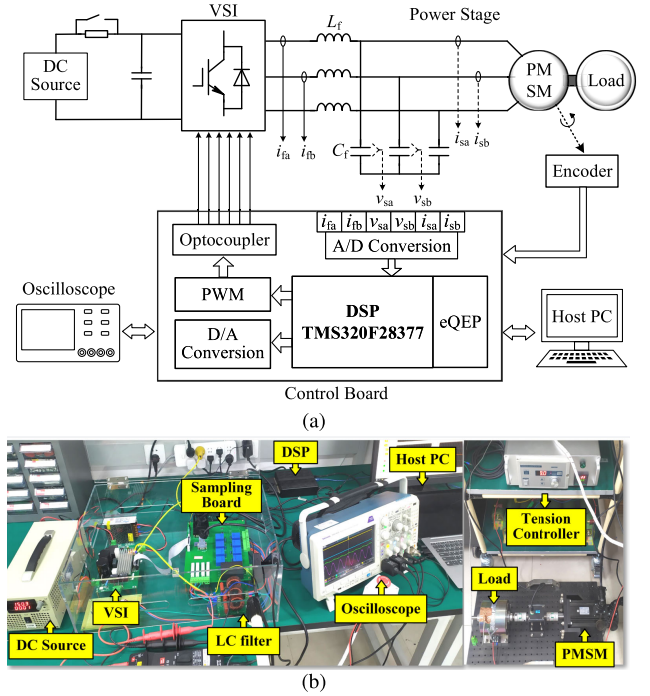 VSI
Power Stage
L_f
DC
Source
PM
SM
Load
i_fa
i_fb
C_f
i_sa
i_sb
v_sa
v_sb
Encoder
i_fa i_fb v_sa v_sb i_sa i_sb
Optocoupler
A/D Conversion
Oscilloscope
PWM
DSP
TMS320F28377
eQEP
Host PC
D/A
Conversion
Control Board
(a)
DSP
Host PC
Sampling
Board
Tension
Controller
Load
VSI
Oscilloscope
DC Source
LC filter
PMSM
(b)